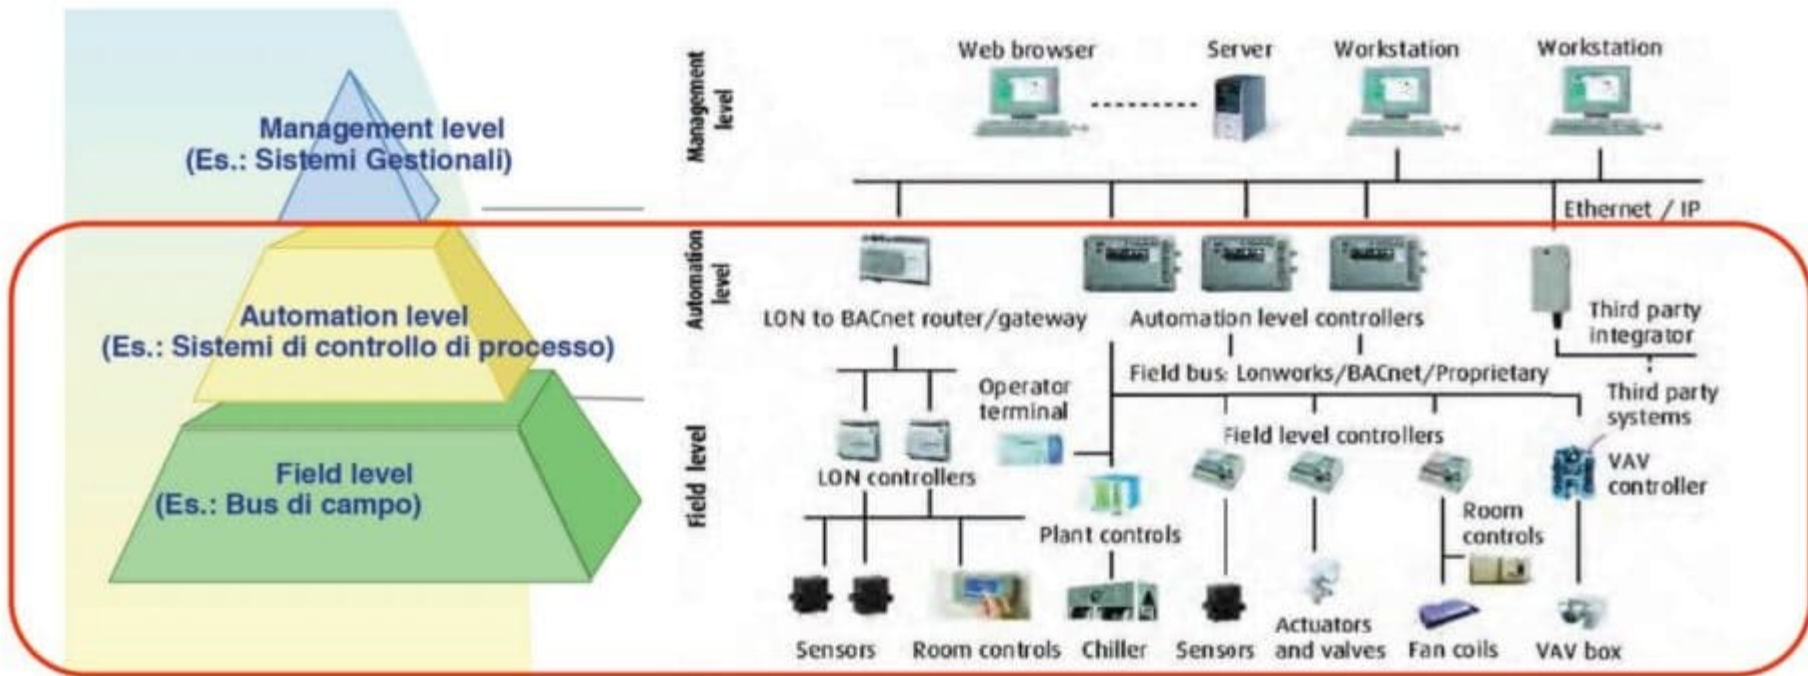 Management level
(Es.: Sistemi Gestionali)
Automation level
(Es.: Sistemi di controllo di processo)
Field level
(Es.: Bus di campo)
Management
level
Web browser
Server
Workstation
Workstation
Ethernet / IP
Automation
level
LON to BACnet router/gateway
Automation level controllers
Third party
integrator
Field bus: Lonworks/BACnet/Proprietary
Third party
systems
Field level
Operator
terminal
LON controllers
Field level controllers
VAV
controller
Plant controls
Room
controls
Sensors
Room controls
Chiller
Sensors
Actuators
and valves
Fan coils
VAV box